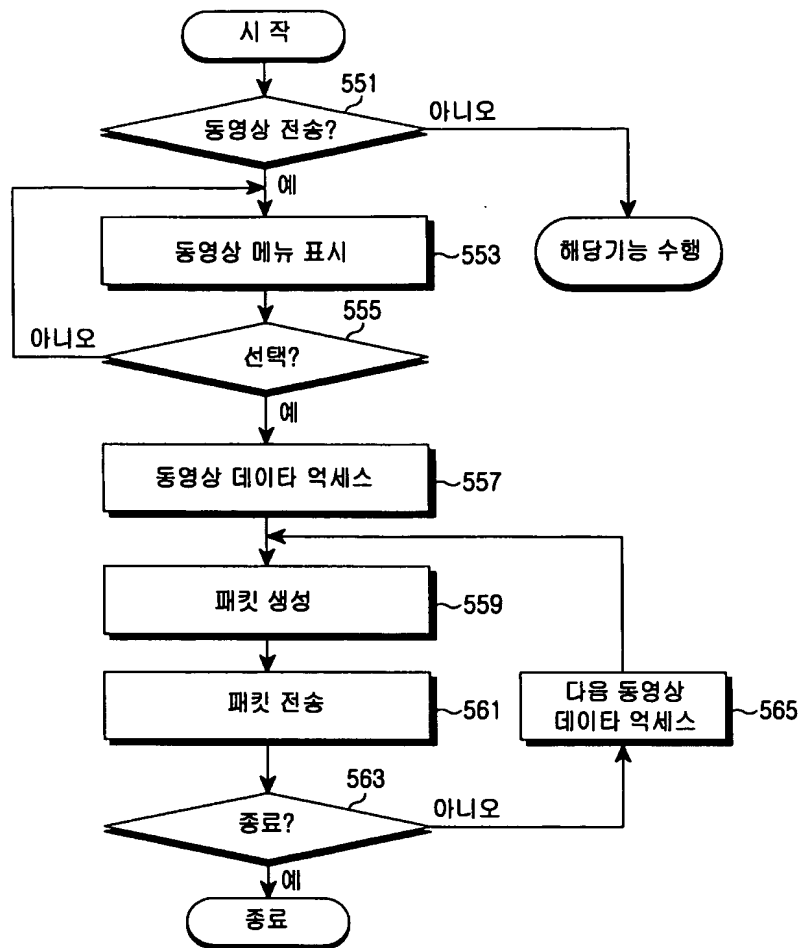 시 작
551
동영상 전송?
아니오
예
동영상 메뉴 표시
553
해당기능 수행
555
아니오
선택?
예
동영상 데이타 억세스
557
패킷 생성
559
패킷 전송
561
다음 동영상
데이타 억세스
565
563
종료?
아니오
예
종료